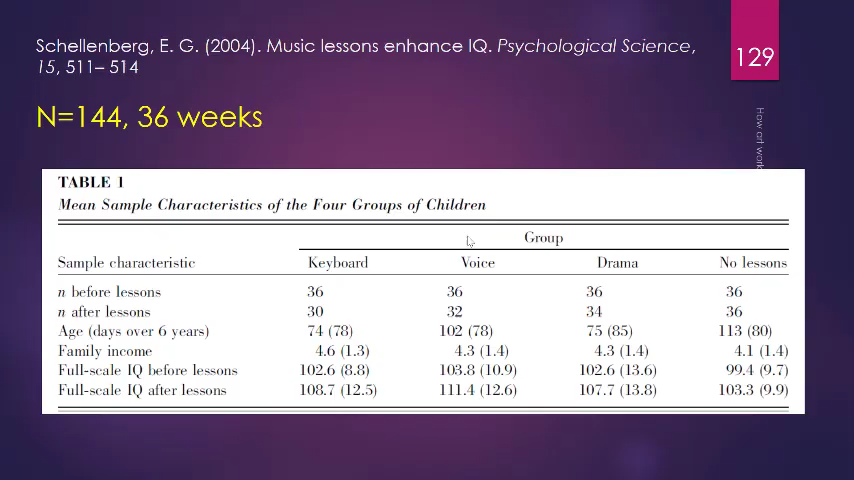 Schellenberg, E. G. (2004). Music lessons enhance IQ. Psychological Science,
15, 511– 514
129
N=144, 36 weeks
How art work
TABLE 1
Mean Sample Characteristics of the Four Groups of Children
Group
Sample characteristic Keyboard Voice Drama No lessons
n before lessons 36 36 36 36
n after lessons 30 32 34 36
Age (days over 6 years) 74 (78) 102 (78) 75 (85) 113 (80)
Family income 4.6 (1.3) 4.3 (1.4) 4.3 (1.4) 4.1 (1.4)
Full-scale IQ before lessons 102.6 (8.8) 103.8 (10.9) 102.6 (13.6) 99.4 (9.7)
Full-scale IQ after lessons 108.7 (12.5) 111.4 (12.6) 107.7 (13.8) 103.3 (9.9)